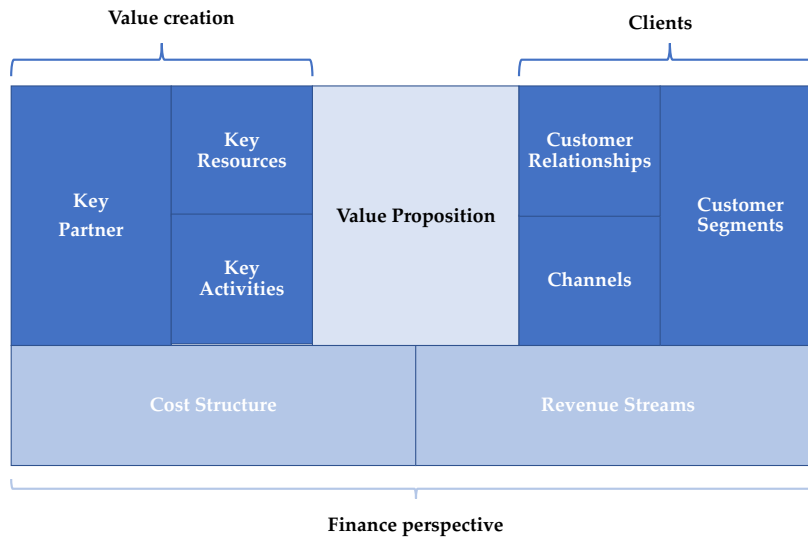 Value creation
Clients
Key
Partner
Key
Resources
Key
Activities
Value Proposition
Customer
Relationships
Channels
Customer
Segments
Cost Structure
Revenue Streams
Finance perspective